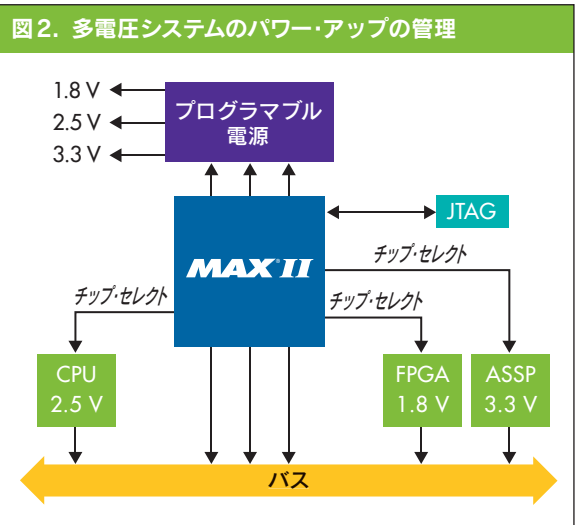 図2. 多電圧システムのパワー・アップの管理
1.8 V
2.5 V
3.3 V
プログラマブル
電源
MAX II
JTAG
チップ・セレクト
チップ・セレクト
チップ・セレクト
CPU
2.5 V
FPGA
1.8 V
ASSP
3.3 V
バス